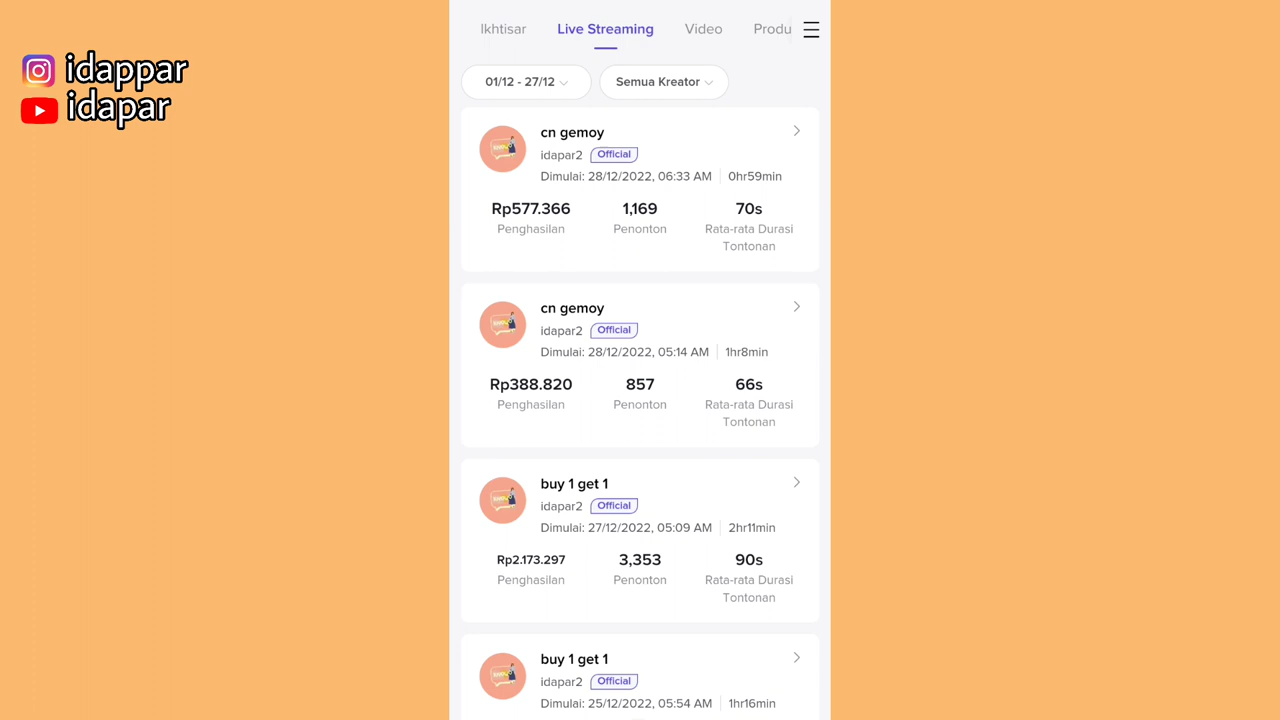 idappar
idapar
Ikhtisar Live Streaming Video Produ
01/12 - 27/12 Semua Kreator
cn gemoy
idapar2 Official
Dimulai: 28/12/2022, 06:33 AM 0hr59min
Rp577.366 1,169 70s
Penghasilan Penonton Rata-rata Durasi
Tontonan
cn gemoy
idapar2 Official
Dimulai: 28/12/2022, 05:14 AM 1hr8min
Rp388.820 857 66s
Penghasilan Penonton Rata-rata Durasi
Tontonan
buy 1 get 1
idapar2 Official
Dimulai: 27/12/2022, 05:09 AM 2hr11min
Rp2.173.297 3,353 90s
Penghasilan Penonton Rata-rata Durasi
Tontonan
buy 1 get 1
idapar2 Official
Dimulai: 25/12/2022, 05:54 AM 1hr16min